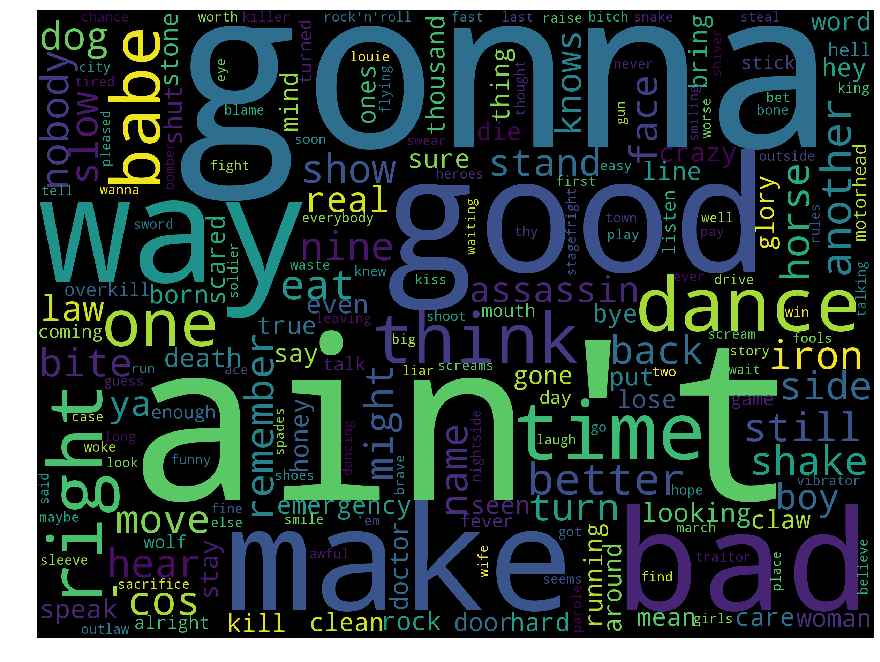 chance worth killer rock'n'roll fast last raise bitch snake steal
dog babe gonna word
city stone eye louie ones flying thousand thing thought never stick hell hey
tired nobody slow shut mind knows bring face gun bet king
pleased blame die smiling worse bone
bomber fight soon swear crazy outside
tell wanna show sure stand easy line another
way real heroes good first horse glory motorhead
sword everybody waiting thy stagefright town play well pay listen rules
scared soldier nine waste knew kiss ever drive talking
overkill born eat even assassin mouth bye dance win
law one leaving shoot
coming true think big screams back scream fools
bite run death say talk liar gone put two story iron
guess ace day lose wait game side
right ya enough spades honey might ain't laugh go time still
case long woke look funny remember dancing name nightside better shake
shoes brave hope vibrator
said fine emergency seen turn looking boy
maybe move else smile 'em fever got march claw
wolf hear stay doctor make awful wife bad traitor
sleeve sacrifice seems find place believe
speak 'cos parole running around
outlaw alright kill clean rock door hard mean girls care woman
turned